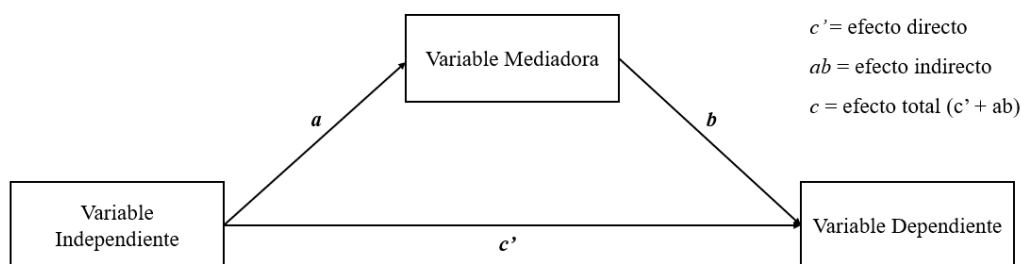 Variable Mediadora
c’= efecto directo
ab = efecto indirecto
c = efecto total (c’ + ab)
a
b
Variable
Independiente
c’
Variable Dependiente